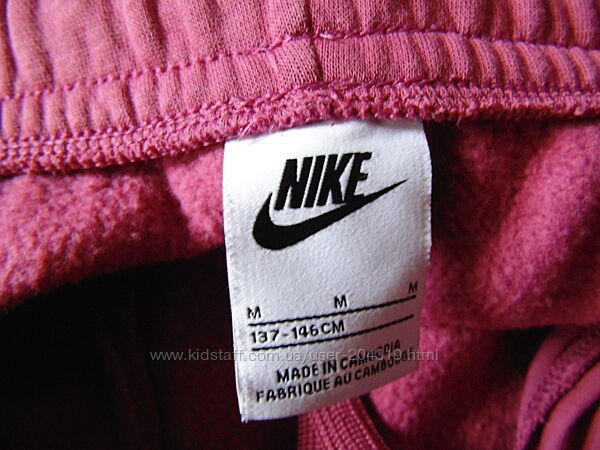 NIKE
M M M
137-146CM
www.kidstaff.com.ua/user-204319.html
MADE IN CAMBODIA
FABRIQUE AU CAMBODGE